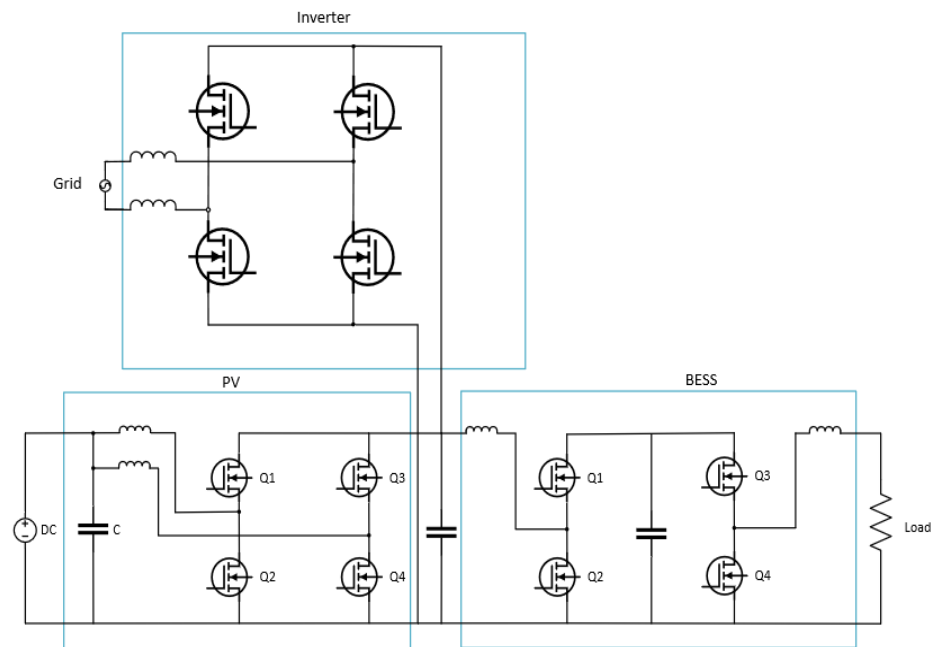 Inverter
Grid
PV
BESS
Q1
Q3
Q1
Q3
DC
C
Load
Q2
Q4
Q2
Q4